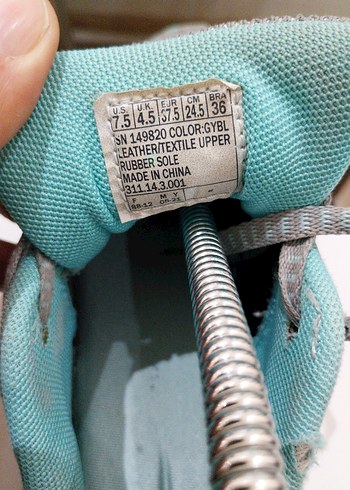 U.S. U.K. EUR CM BRA
7.5 4.5 37.5 24.5 36
SN 149820 COLOR:GYBL
LEATHER/TEXTILE UPPER
RUBBER SOLE
MADE IN CHINA
311.14.3.001
F M Y